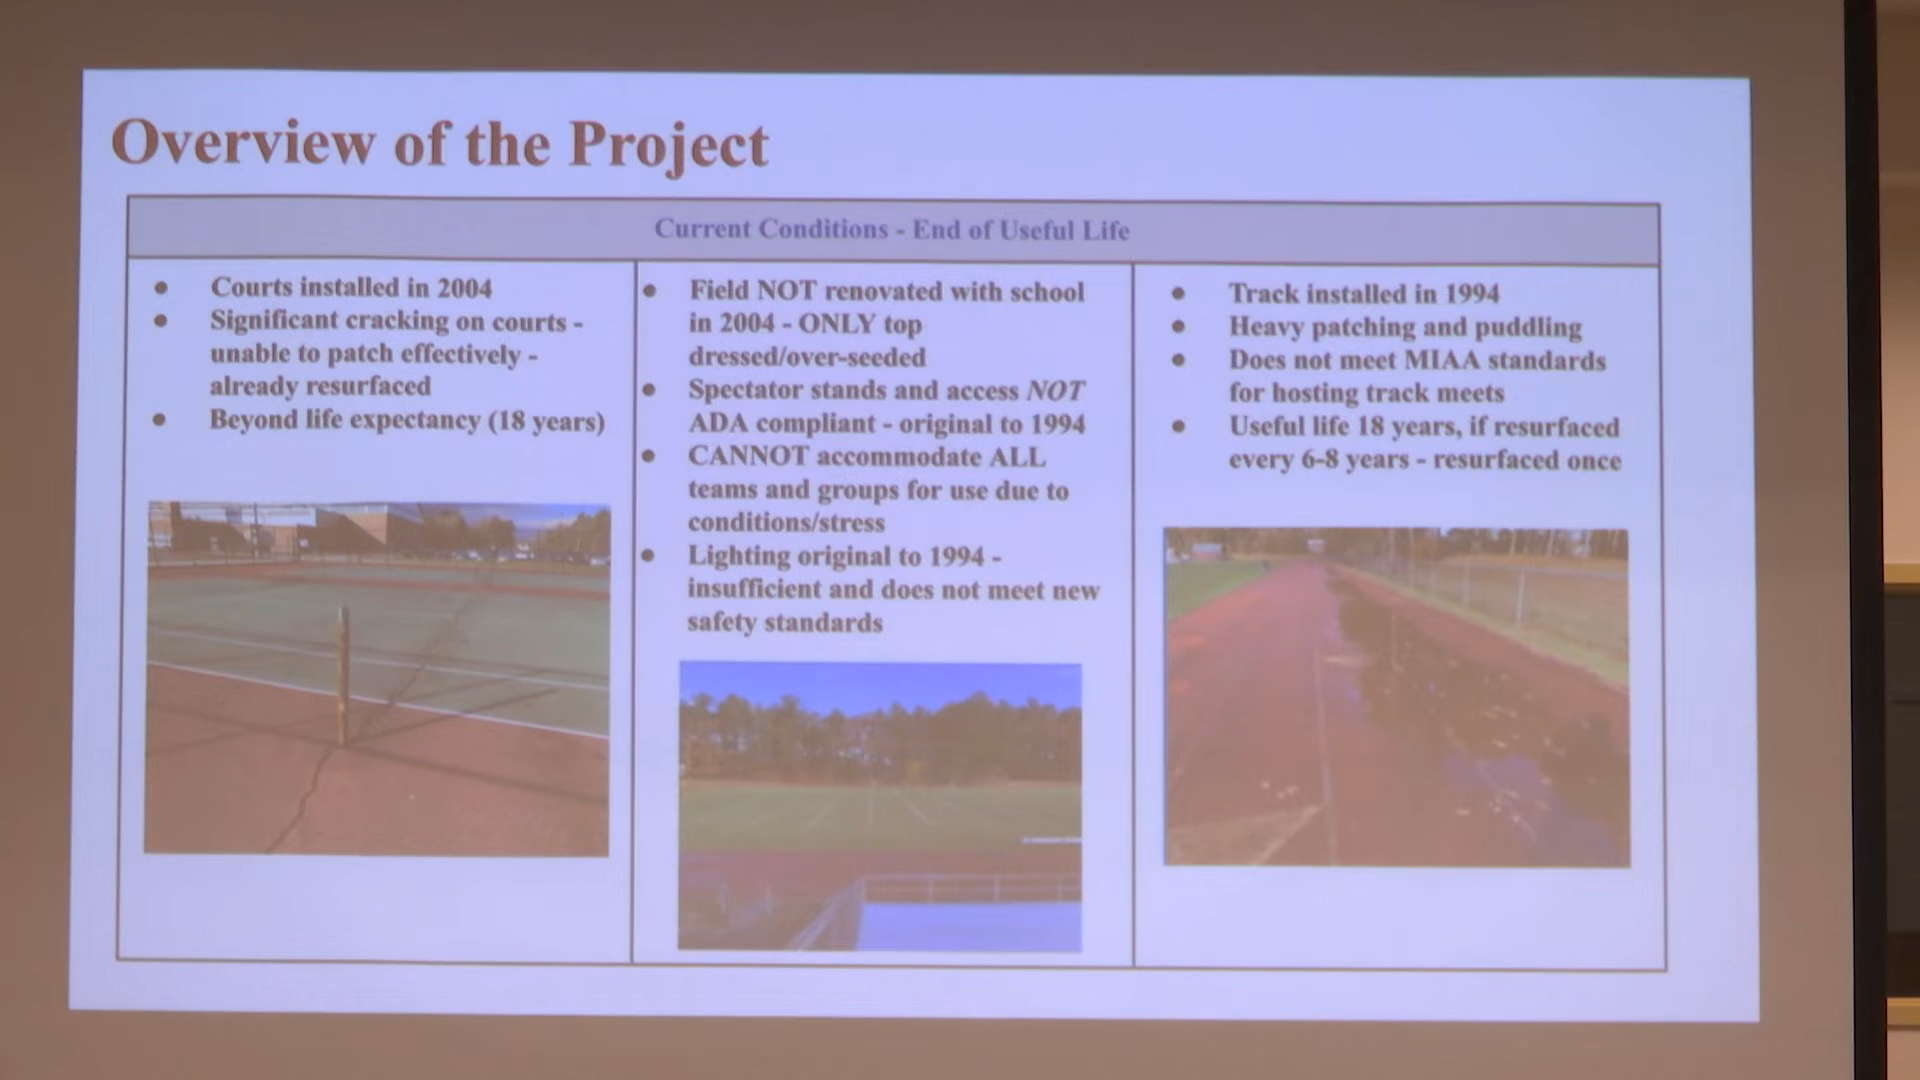 Overview of the Project
Current Conditions - End of Useful Life
● Courts installed in 2004
● Significant cracking on courts -
unable to patch effectively -
already resurfaced
● Beyond life expectancy (18 years)
● Field NOT renovated with school
in 2004 - ONLY top
dressed/over-seeded
● Spectator stands and access NOT
ADA compliant - original to 1994
● CANNOT accommodate ALL
teams and groups for use due to
conditions/stress
● Lighting original to 1994 -
insufficient and does not meet new
safety standards
● Track installed in 1994
● Heavy patching and puddling
● Does not meet MIAA standards
for hosting track meets
● Useful life 18 years, if resurfaced
every 6-8 years - resurfaced once